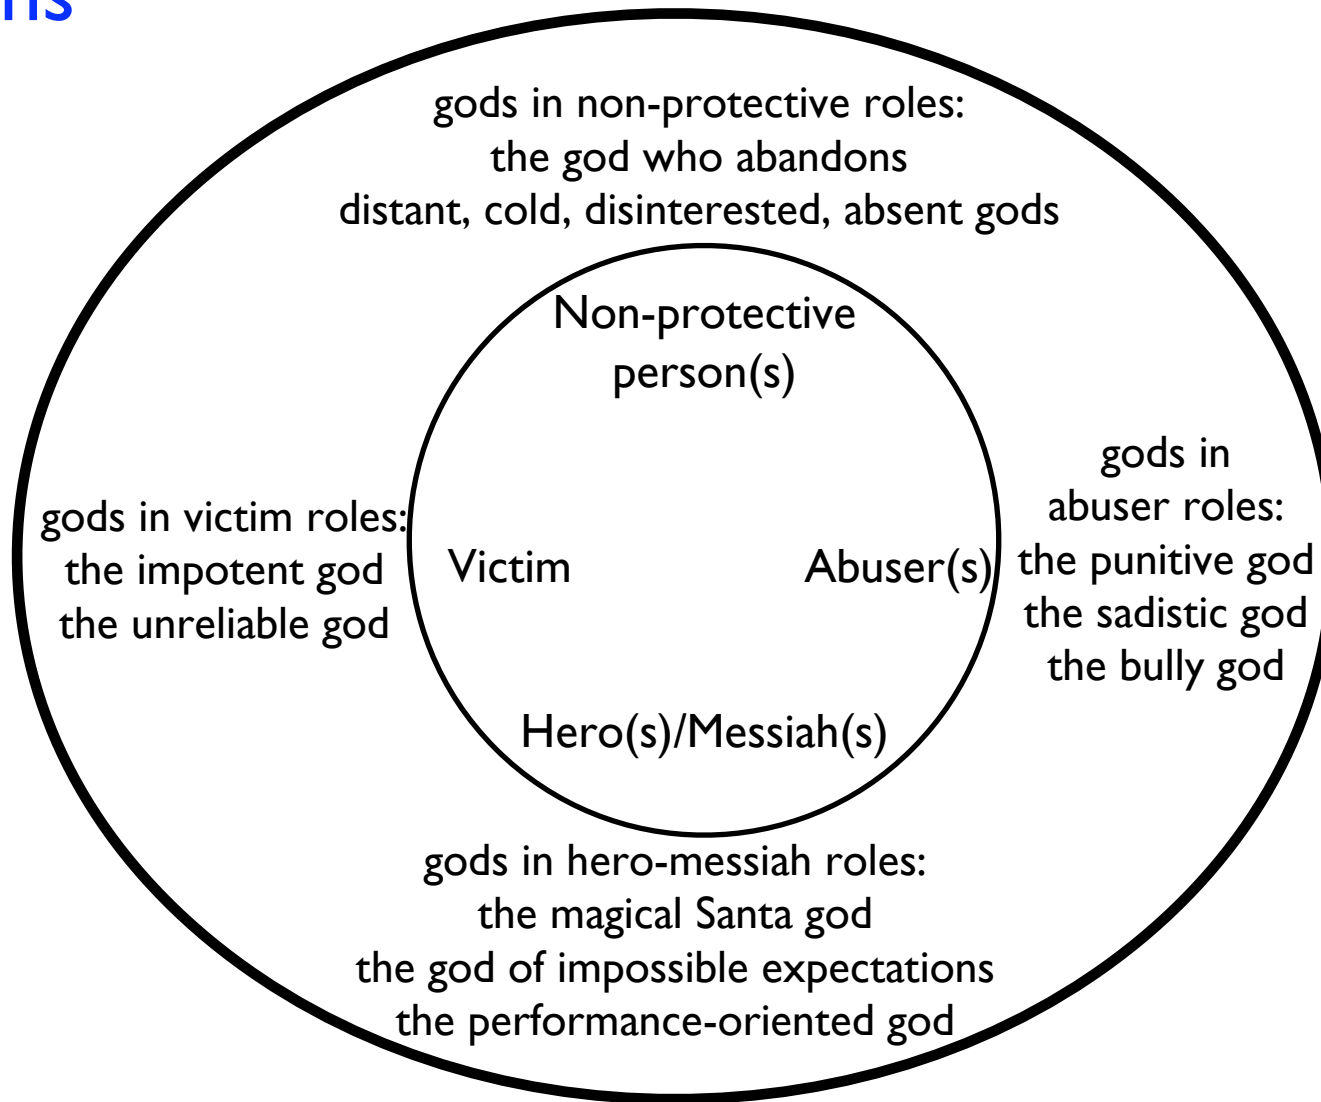 gods in non-protective roles:
the god who abandons
distant, cold, disinterested, absent gods
Non-protective
person(s)
gods in victim roles:
the impotent god
the unreliable god
Victim
Abuser(s)
gods in
abuser roles:
the punitive god
the sadistic god
the bully god
Hero(s)/Messiah(s)
gods in hero-messiah roles:
the magical Santa god
the god of impossible expectations
the performance-oriented god